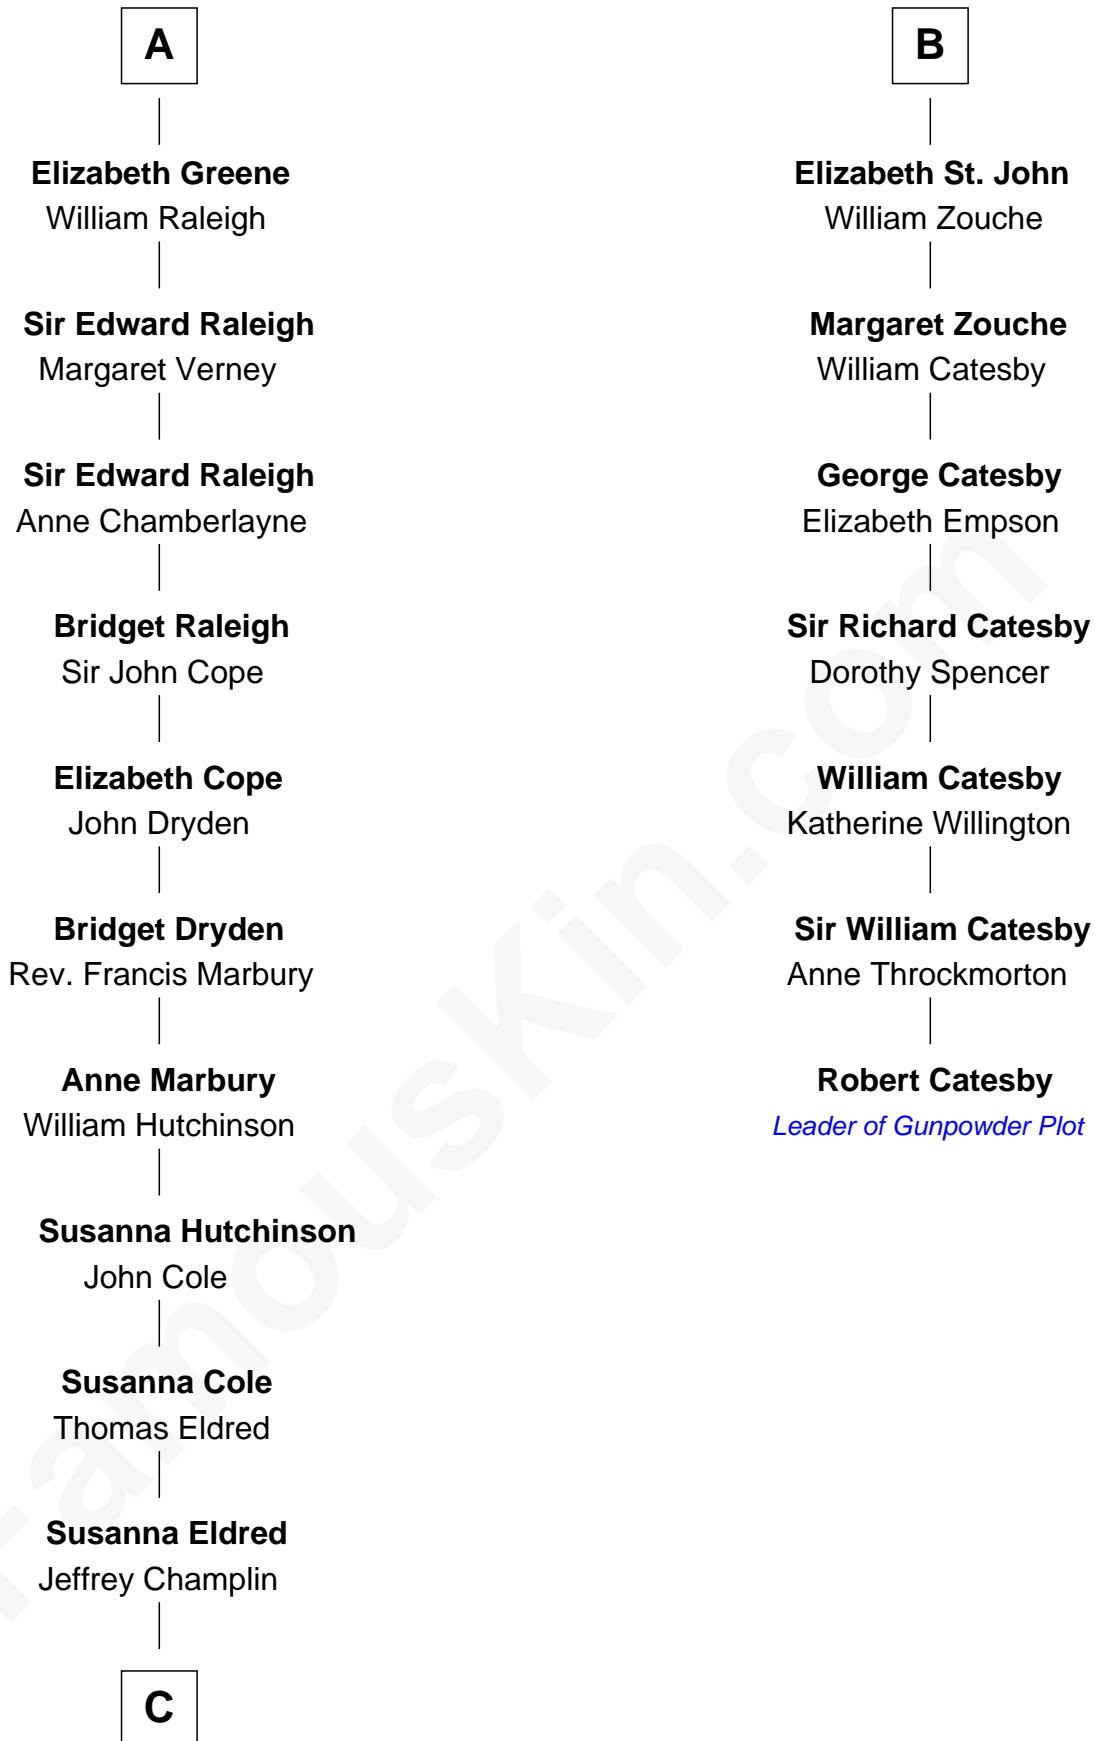 A
Elizabeth Greene
William Raleigh
Sir Edward Raleigh
Margaret Verney
Sir Edward Raleigh
Anne Chamberlayne
Bridget Raleigh
Sir John Cope
Elizabeth Cope
John Dryden
Bridget Dryden
Rev. Francis Marbury
Anne Marbury
William Hutchinson
Susanna Hutchinson
John Cole
Susanna Cole
Thomas Eldred
Susanna Eldred
Jeffrey Champlin
C
B
Elizabeth St. John
William Zouche
Margaret Zouche
William Catesby
George Catesby
Elizabeth Empson
Sir Richard Catesby
Dorothy Spencer
William Catesby
Katherine Willington
Sir William Catesby
Anne Throckmorton
Robert Catesby
Leader of Gunpowder Plot
FamousKin.com